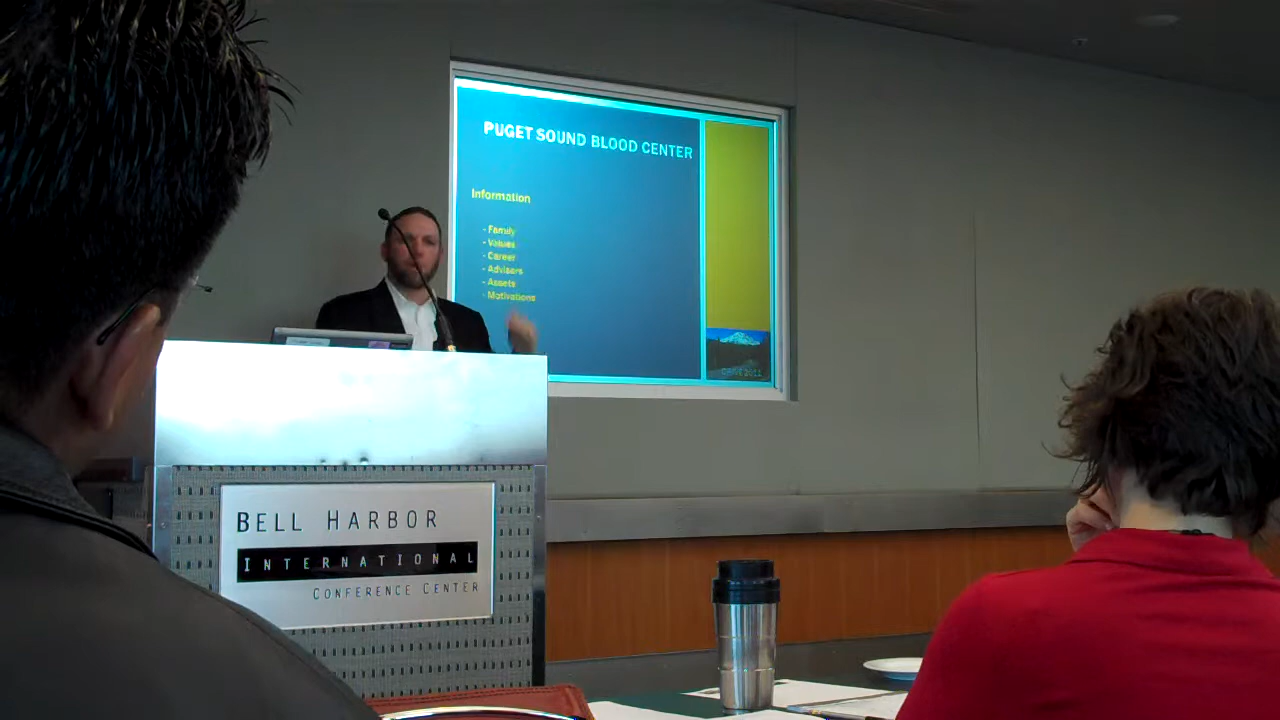 PUGET SOUND BLOOD CENTER
Information
- Family
- Values
- Career
- Advisors
- Assets
- Motivations
BELL HARBOR
INTERNATIONAL
CONFERENCE CENTER